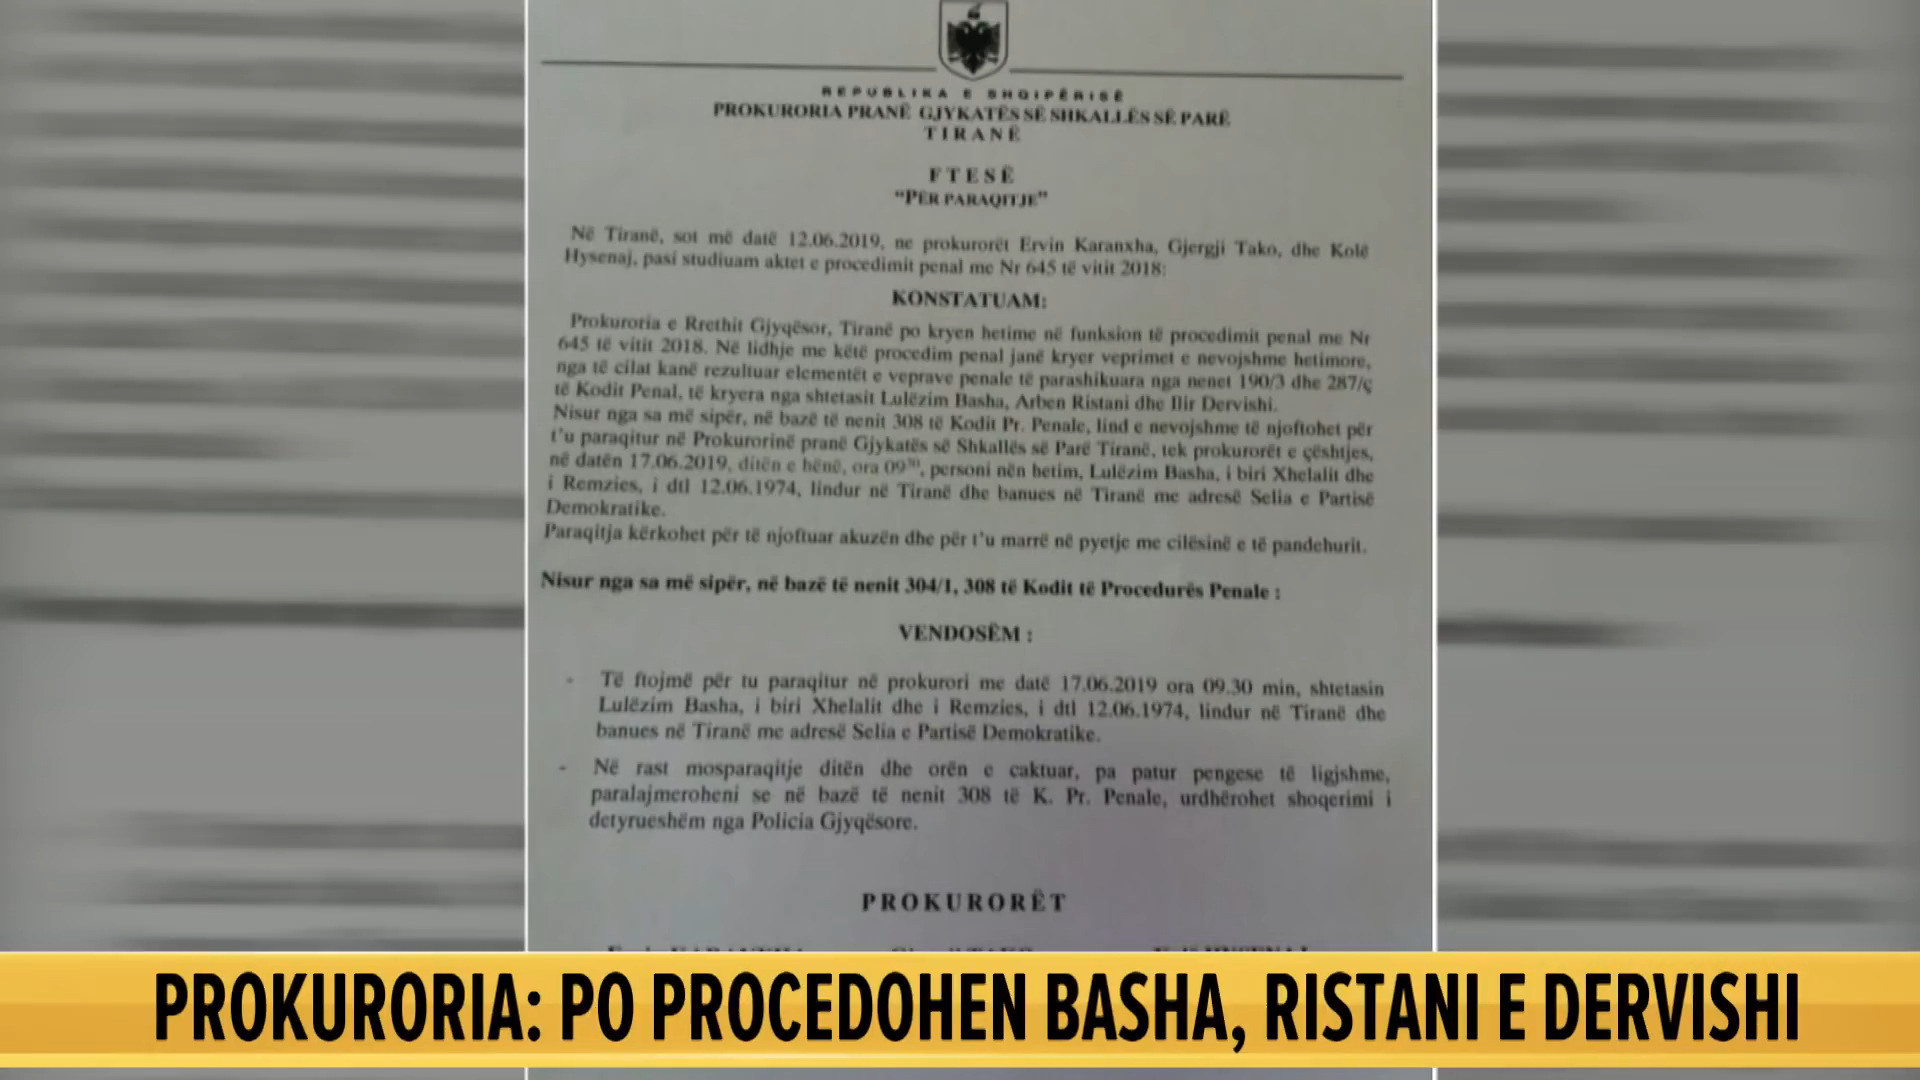 REPUBLIKA E SHQIPËRISË
PROKURORIA PRANË GJYKATËS SË SHKALLËS SË PARË
TIRANË
FTESË
“PËR PARAQITJE”
Në Tiranë, sot më datë 12.06.2019, ne prokurorët Ervin Karanxha, Gjergji Tako, dhe Kolë
Hysenaj, pasi studiuam aktet e procedimit penal me Nr 645 të vitit 2018:
KONSTATUAM:
Prokuroria e Rrethit Gjyqësor, Tiranë po kryen hetime në funksion të procedimit penal me Nr
645 të vitit 2018. Në lidhje me këtë procedim penal janë kryer veprimet e nevojshme hetimore,
nga të cilat kanë rezultuar elementët e veprave penale të parashikuara nga nenet 190/3 dhe 287/ç
të Kodit Penal, të kryera nga shtetasit Lulëzim Basha, Arben Ristani dhe Ilir Dervishi.
Nisur nga sa më sipër, në bazë të nenit 308 të Kodit Pr. Penale, lind e nevojshme të njoftohet për
t’u paraqitur në Prokurorinë pranë Gjykatës së Shkallës së Parë Tiranë, tek prokurorët e çështjes,
në datën 17.06.2019, ditën e hënë, ora 09³⁰, personi nën hetim, Lulëzim Basha, i biri Xhelalit dhe
i Remzies, i dtl 12.06.1974, lindur në Tiranë dhe banues në Tiranë me adresë Selia e Partisë
Demokratike.
Paraqitja kërkohet për të njoftuar akuzën dhe për t’u marrë në pyetje me cilësinë e të pandehurit.
Nisur nga sa më sipër, në bazë të nenit 304/1, 308 të Kodit të Procedurës Penale :
VENDOSËM :
- Të ftojmë për tu paraqitur në prokurori me datë 17.06.2019 ora 09.30 min, shtetasin
Lulëzim Basha, i biri Xhelalit dhe i Remzies, i dtl 12.06.1974, lindur në Tiranë dhe
banues në Tiranë me adresë Selia e Partisë Demokratike.
- Në rast mosparaqitje ditën dhe orën e caktuar, pa patur pengese të ligjshme,
paralajmeroheni se në bazë të nenit 308 të K. Pr. Penale, urdhërohet shoqerimi i
detyrueshëm nga Policia Gjyqësore.
PROKURORËT
PROKURORIA: PO PROCEDOHEN BASHA, RISTANI E DERVISHI